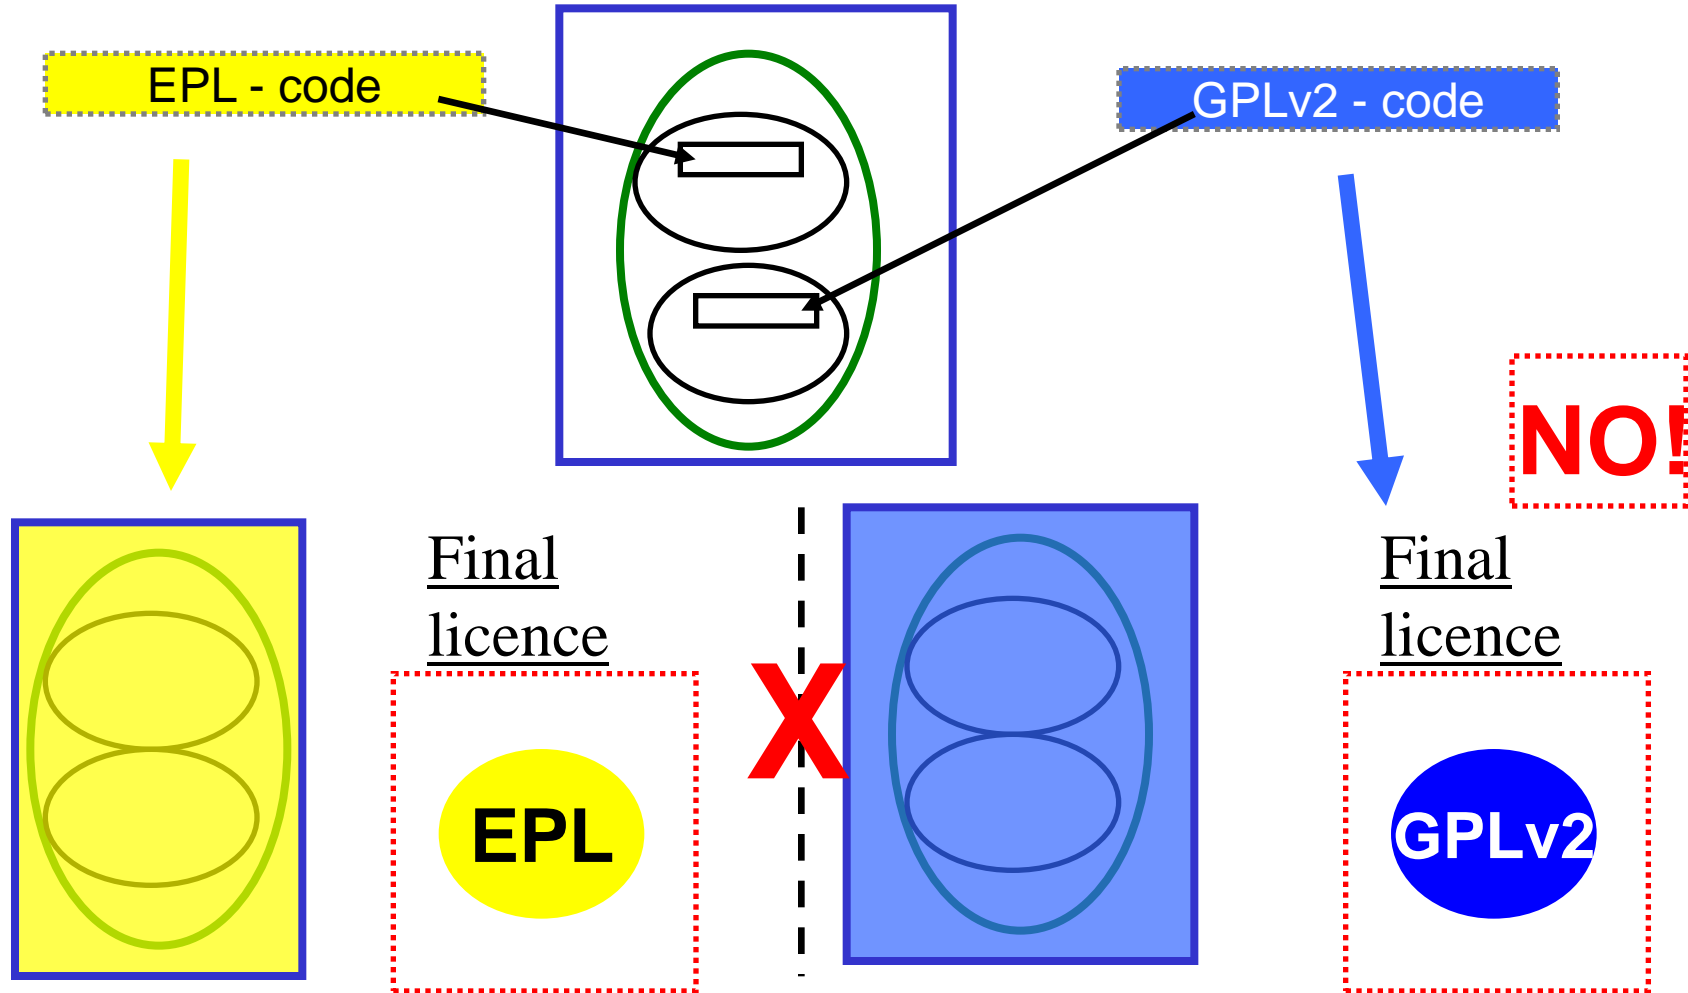 EPL - code
GPLv2 - code
NO!
Final
licence
Final
licence
X
EPL
GPLv2